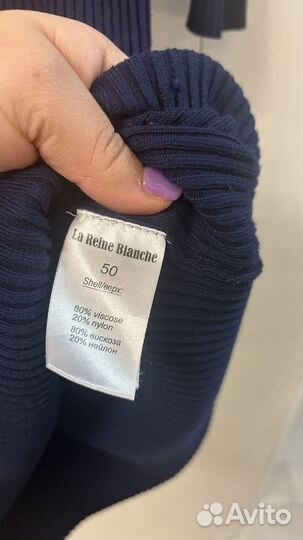 La Reine Blanche
50
Shell/верх:
80% viscose
20% nylon
80% вискоза
20% нейлон
Avito